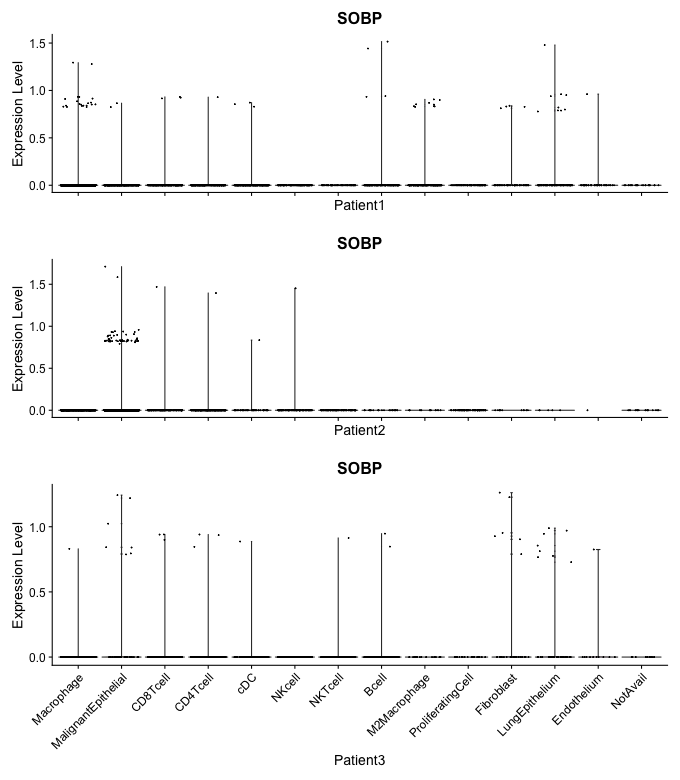 SOBP
Expression Level
1.5
1.0
0.5
0.0
Patient1
SOBP
Expression Level
1.5
1.0
0.5
0.0
Patient2
SOBP
Expression Level
1.0
0.5
0.0
Macrophage
MalignantEpithelial
CD8Tcell
CD4Tcell
cDC
NKcell
NKTcell
Bcell
M2Macrophage
ProliferatingCell
Fibroblast
LungEpithelium
Endothelium
NotAvail
Patient3